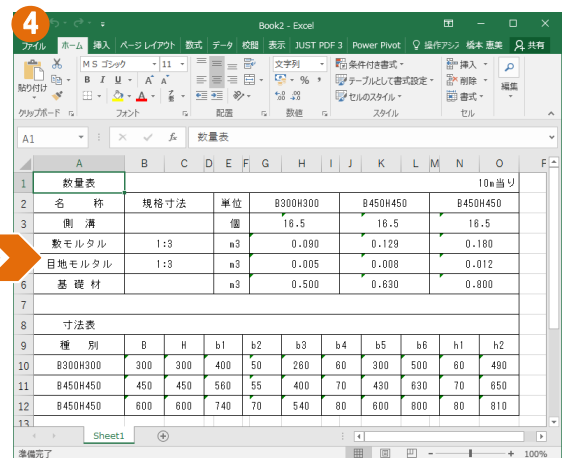 4
Book2 - Excel
ファイル ホーム 挿入 ページ レイアウト 数式 データ 校閲 表示 JUST PDF 3 Power Pivot 操作アシス 橋本 恵美 共有
貼り付け
ＭＳ ゴシック 11
B I U A A
文字列
% ,
条件付き書式
テーブルとして書式設定
セルのスタイル
挿入
削除
書式
編集
クリップボード フォント 配置 数値 スタイル セル
A1 fx 数量表
A B C D E F G H I J K L M N O F
1 数量表 10m当り
2 名 称 規格寸法 単位 B300H300 B450H450 B450H450
3 側 溝 個 16.5 16.5 16.5
敷モルタル 1:3 m3 0.090 0.129 0.180
目地モルタル 1:3 m3 0.005 0.008 0.012
6 基 礎 材 m3 0.500 0.630 0.800
7
8 寸法表
9 種 別 B H b1 b2 b3 b4 b5 b6 h1 h2
10 B300H300 300 300 400 50 260 60 300 500 60 490
11 B450H450 450 450 560 55 400 70 430 630 70 650
12 B450H450 600 600 740 70 540 80 600 800 80 810
13
Sheet1
準備完了 100%